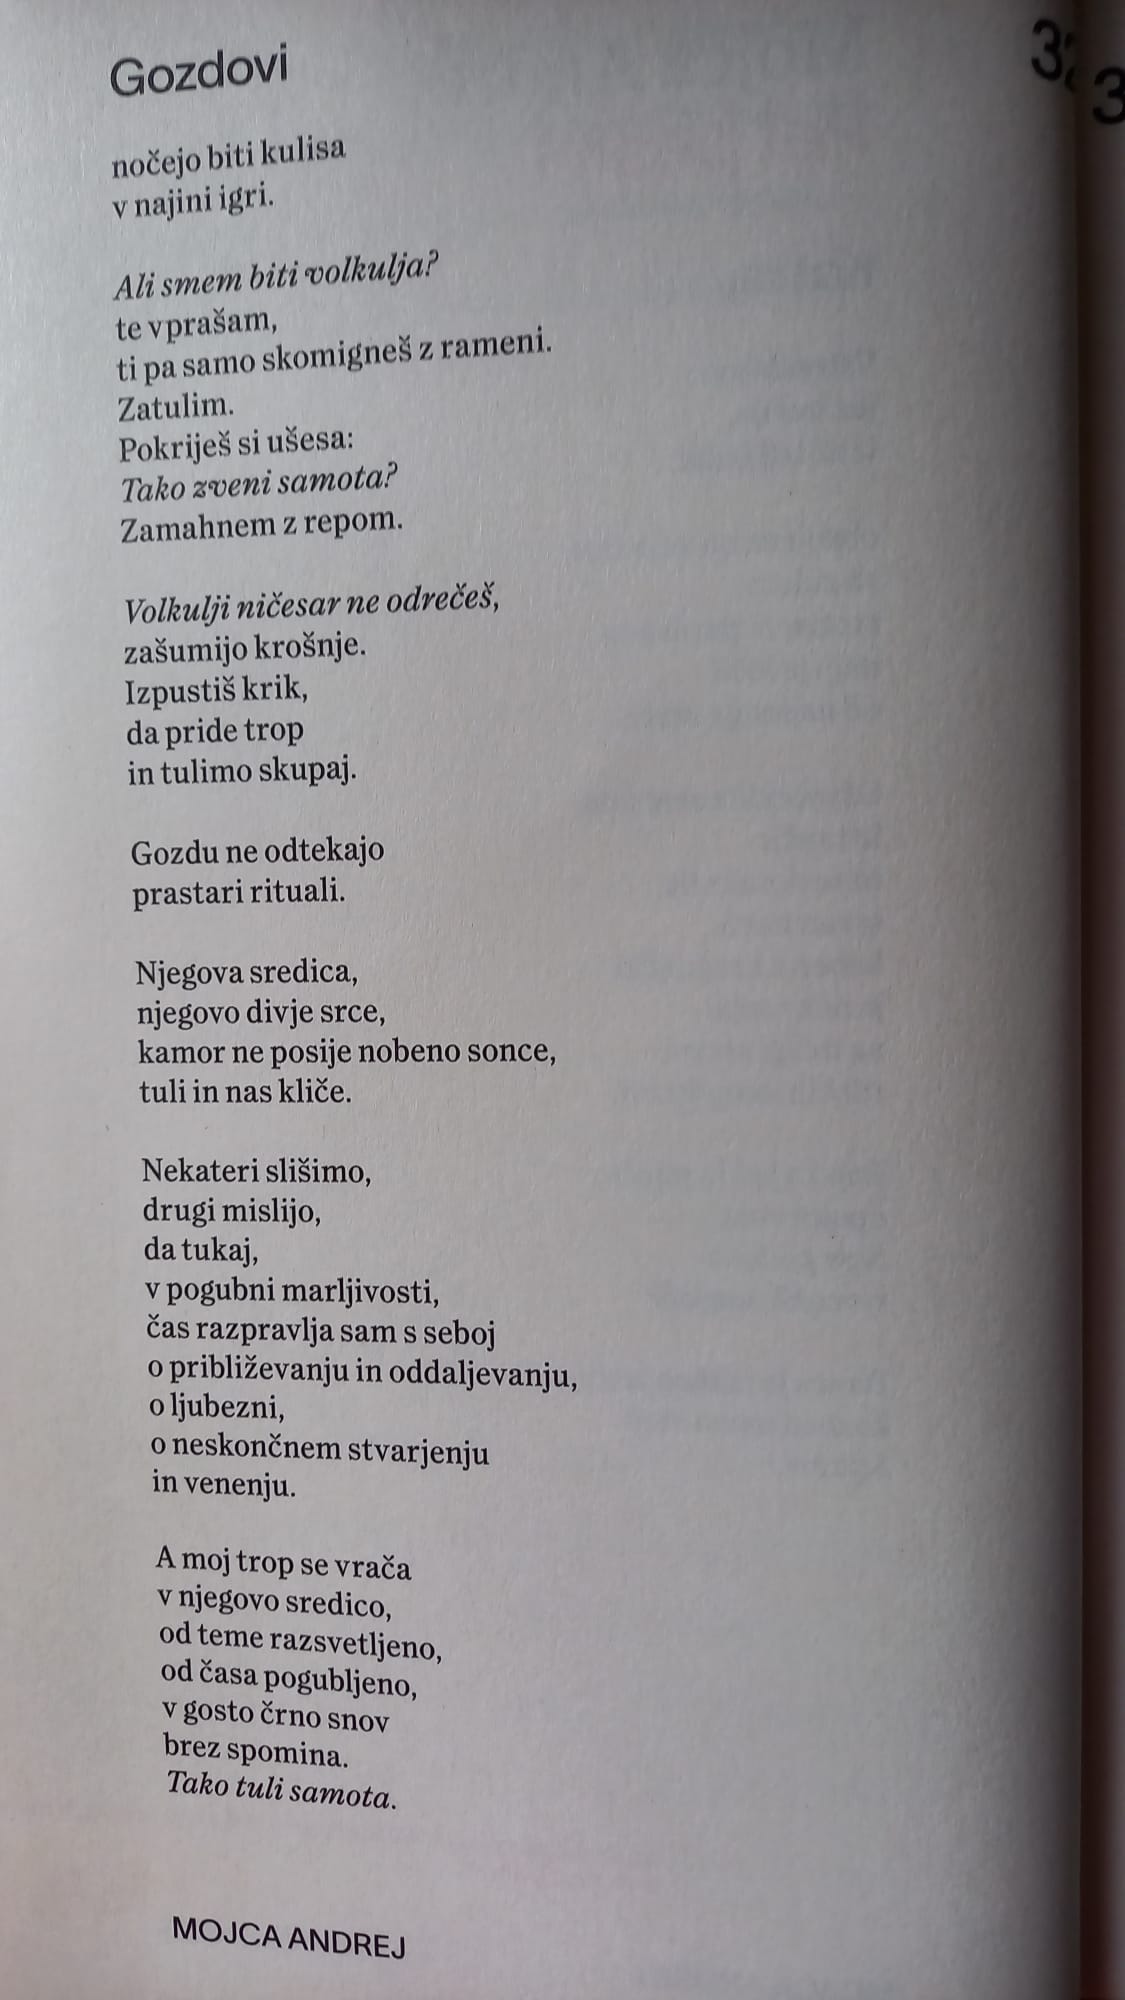 Gozdovi
nočejo biti kulisa
v najini igri.
Ali smem biti volkulja?
te vprašam,
ti pa samo skomigneš z rameni.
Zatulim.
Pokriješ si ušesa:
Tako zveni samota?
Zamahnem z repom.
Volkulji ničesar ne odrečeš,
zašumijo krošnje.
Izpustiš krik,
da pride trop
in tulimo skupaj.
Gozdu ne odtekajo
prastari rituali.
Njegova sredica,
njegovo divje srce,
kamor ne posije nobeno sonce,
tuli in nas kliče.
Nekateri slišimo,
drugi mislijo,
da tukaj,
v pogubni marljivosti,
čas razpravlja sam s seboj
o približevanju in oddaljevanju,
o ljubezni,
o neskončnem stvarjenju
in venenju.
A moj trop se vrača
v njegovo sredico,
od teme razsvetljeno,
od časa pogubljeno,
v gosto črno snov
brez spomina.
Tako tuli samota.
MOJCA ANDREJ